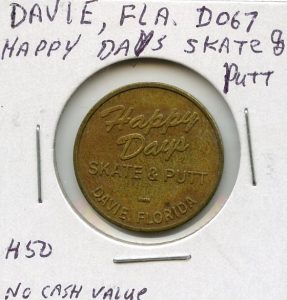 DAVIE, FLA. D067
HAPPY DAYS SKATE &
PUTT
Happy
Days
SKATE & PUTT
DAVIE, FLORIDA
H50
NO CASH VALUE